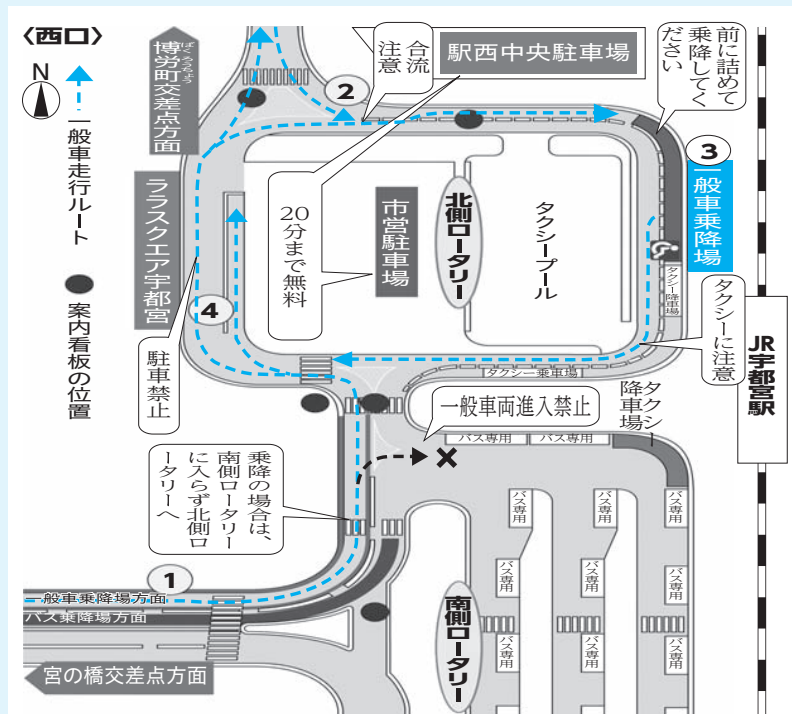 〈西口〉
N
一般車走行ルート
案内看板の位置
ばくろうちょう
博労町交差点方面
合流
注意
駅西中央駐車場
前に詰めて
乗降してく
ださい
2
3
一般車乗降場
ララスクエア宇都宮
20分まで無料
市営駐車場
北側ロータリー
タクシープール
タクシー降車場
タクシーに注意
JR宇都宮駅
4
駐車禁止
タクシー乗車場
一般車両進入禁止
タクシー
降車場
バス専用
バス専用
乗降の場合は、
南側ロータリー
に入らず北側ロ
ータリーへ
バス専用
バス専用
バス専用
バス専用
バス専用
バス専用
バス専用
バス専用
バス専用
1
一般車乗降場方面
バス乗降場方面
南側ロータリー
宮の橋交差点方面